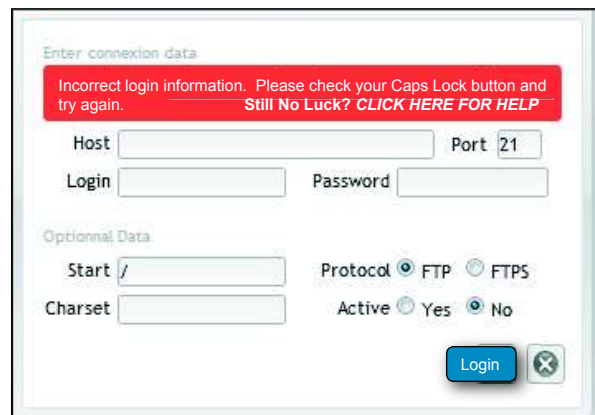 Enter connexion data
Incorrect login information. Please check your Caps Lock button and
try again. Still No Luck? CLICK HERE FOR HELP
Host Port 21
Login Password
Optionnal Data
Start / Protocol FTP FTPS
Charset Active Yes No
Login